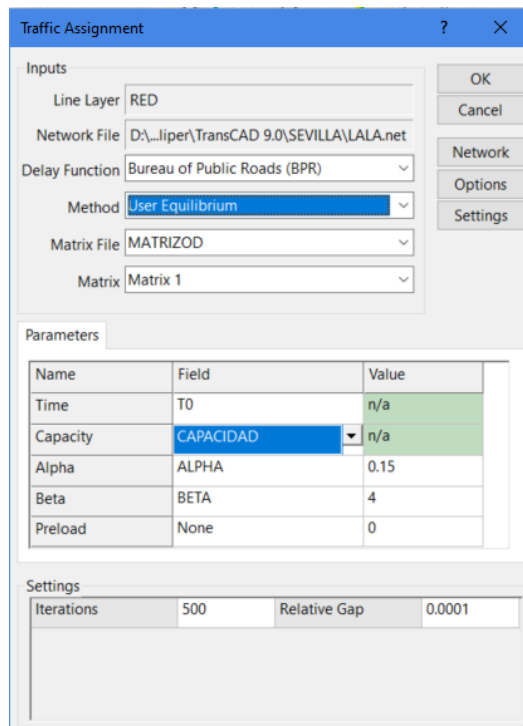 Traffic Assignment ? ×
Inputs
Line Layer RED
Network File D:\...liper\TransCAD 9.0\SEVILLA\LALA.net
Delay Function Bureau of Public Roads (BPR)
Method User Equilibrium
Matrix File MATRIZOD
Matrix Matrix 1
OK
Cancel
Network
Options
Settings
Parameters
Name Field Value
Time T0 n/a
Capacity CAPACIDAD n/a
Alpha ALPHA 0.15
Beta BETA 4
Preload None 0
Settings
Iterations 500 Relative Gap 0.0001